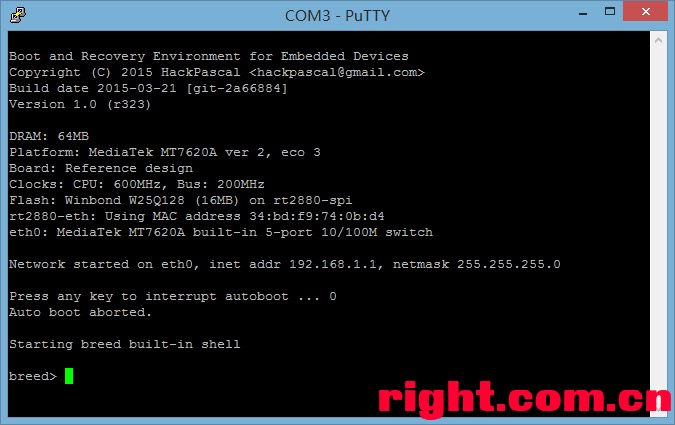 COM3 - PuTTY
Boot and Recovery Environment for Embedded Devices
Copyright (C) 2015 HackPascal <hackpascal@gmail.com>
Build date 2015-03-21 [git-2a66884]
Version 1.0 (r323)
DRAM: 64MB
Platform: MediaTek MT7620A ver 2, eco 3
Board: Reference design
Clocks: CPU: 600MHz, Bus: 200MHz
Flash: Winbond W25Q128 (16MB) on rt2880-spi
rt2880-eth: Using MAC address 34:bd:f9:74:0b:d4
eth0: MediaTek MT7620A built-in 5-port 10/100M switch
Network started on eth0, inet addr 192.168.1.1, netmask 255.255.255.0
Press any key to interrupt autoboot ... 0
Auto boot aborted.
Starting breed built-in shell
breed>
right.com.cn